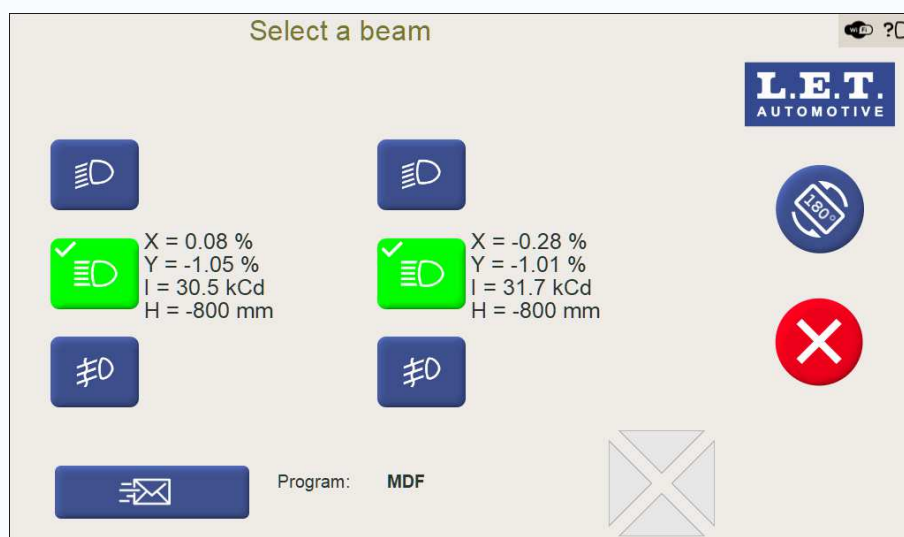 Select a beam
WiFi ?
L.E.T.
AUTOMOTIVE
180°
X = 0.08 %
Y = -1.05 %
I = 30.5 kCd
H = -800 mm
X = -0.28 %
Y = -1.01 %
I = 31.7 kCd
H = -800 mm
Program: MDF